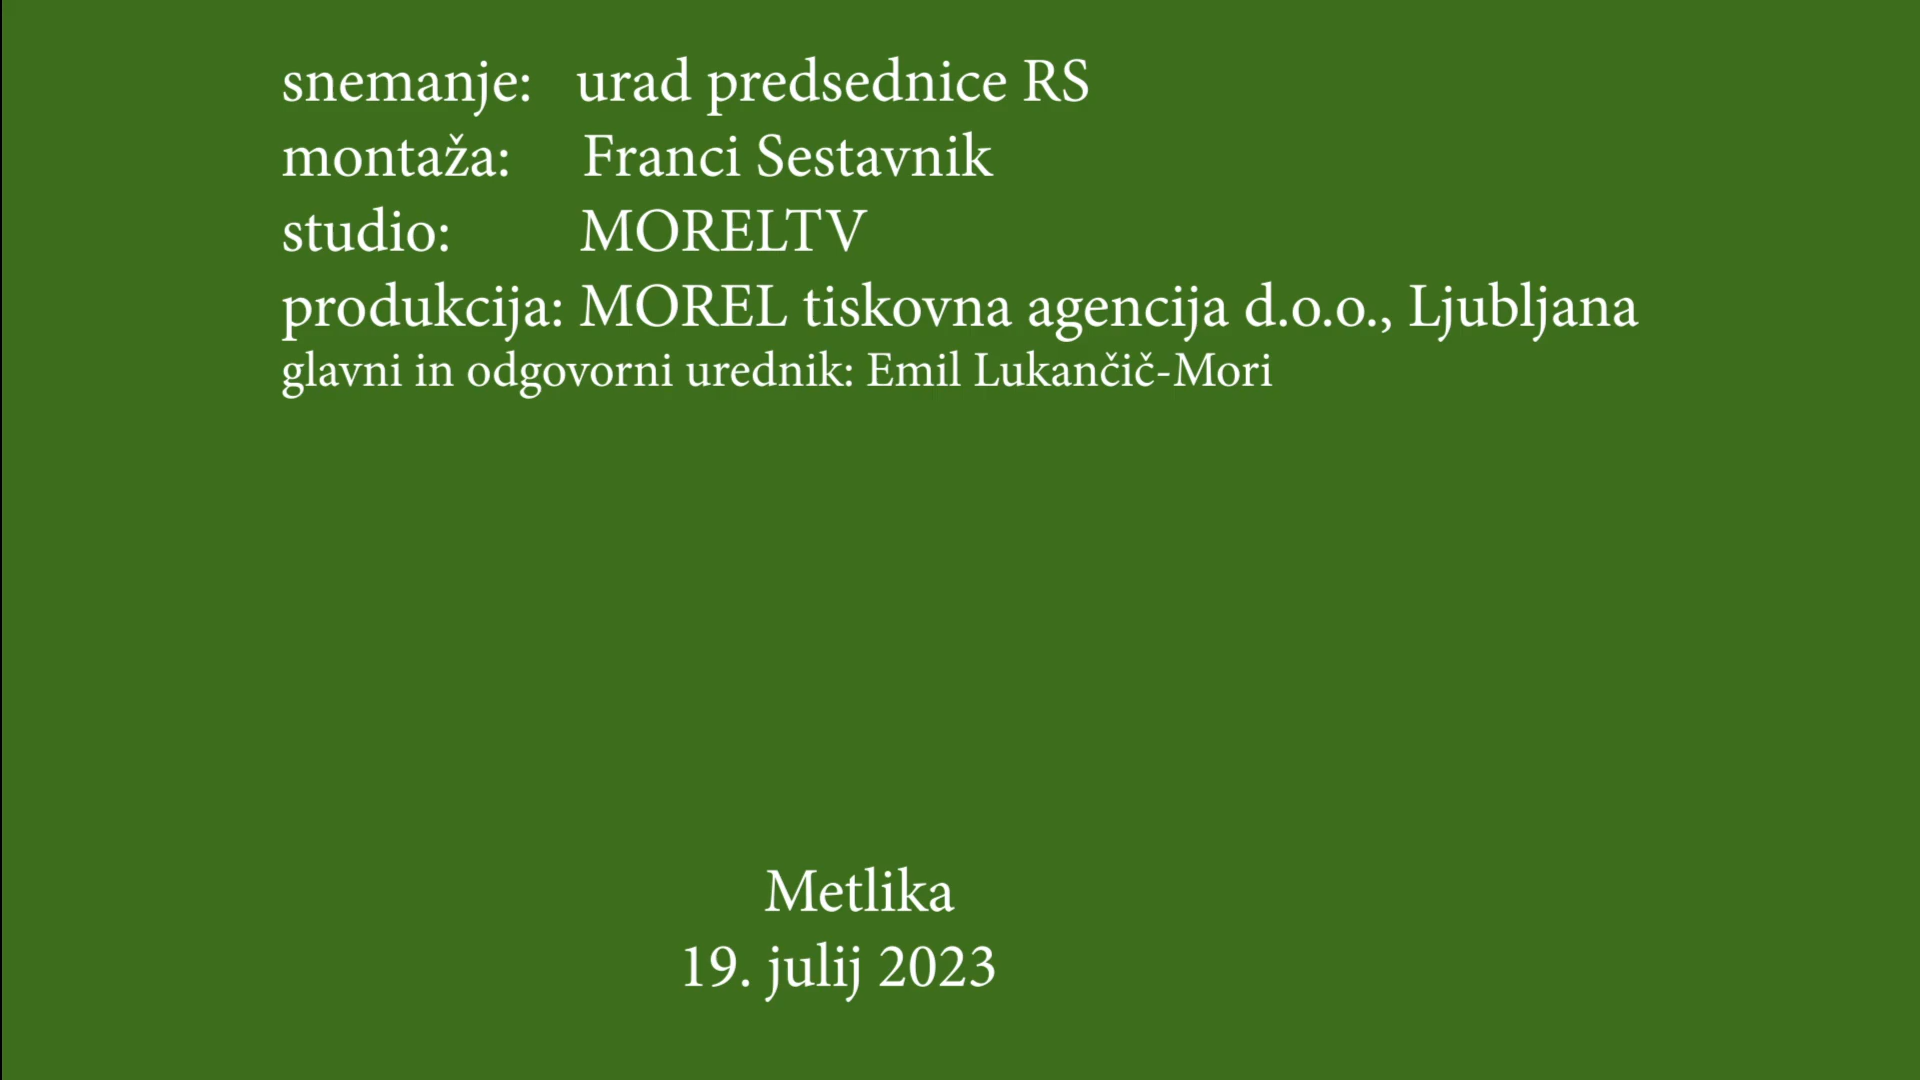 snemanje: urad predsednice RS
montaža: Franci Sestavnik
studio: MORELTV
produkcija: MOREL tiskovna agencija d.o.o., Ljubljana
glavni in odgovorni urednik: Emil Lukančič-Mori
Metlika
19. julij 2023